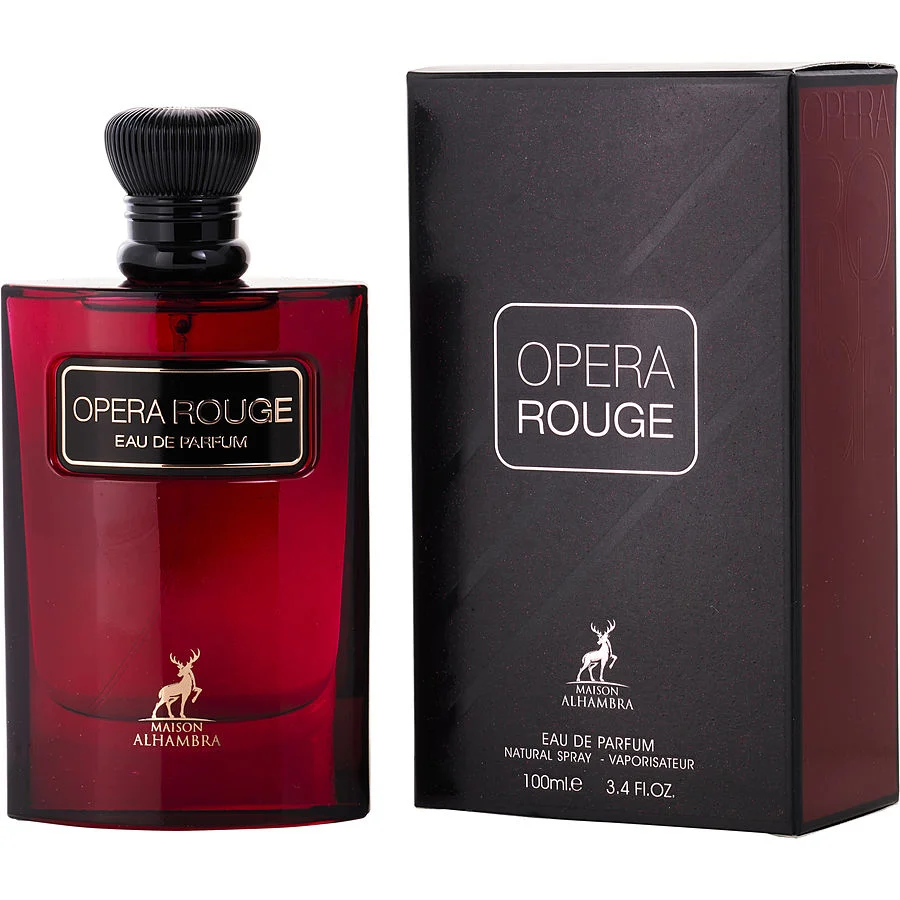 OPERA ROUGE
EAU DE PARFUM
MAISON
ALHAMBRA
OPERA
ROUGE
MAISON
ALHAMBRA
EAU DE PARFUM
NATURAL SPRAY - VAPORISATEUR
100ml.e 3.4 Fl.OZ.
OPERA